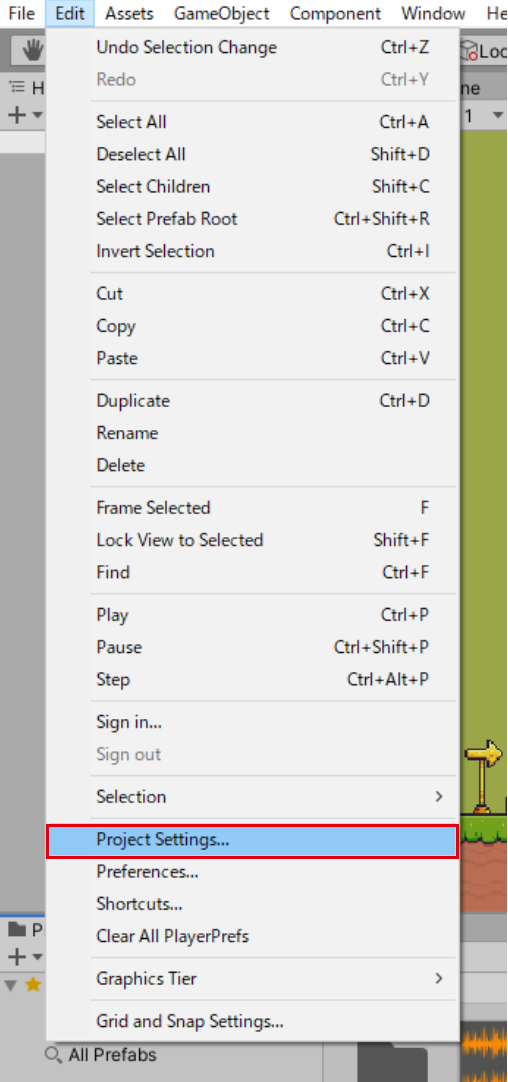 File Edit Assets GameObject Component Window He
Undo Selection Change Ctrl+Z
Redo Ctrl+Y
Select All Ctrl+A
Deselect All Shift+D
Select Children Shift+C
Select Prefab Root Ctrl+Shift+R
Invert Selection Ctrl+I
Cut Ctrl+X
Copy Ctrl+C
Paste Ctrl+V
Duplicate Ctrl+D
Rename
Delete
Frame Selected F
Lock View to Selected Shift+F
Find Ctrl+F
Play Ctrl+P
Pause Ctrl+Shift+P
Step Ctrl+Alt+P
Sign in...
Sign out
Selection
Project Settings...
Preferences...
Shortcuts...
Clear All PlayerPrefs
Graphics Tier
Grid and Snap Settings...
All Prefabs
Loc
H
ne
1
P